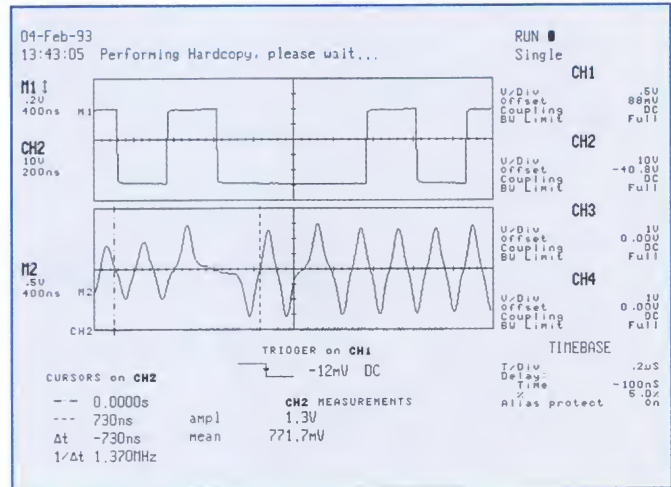 04-Feb-93
13:43:05 Performing Hardcopy, please wait...
RUN
Single
M1
.2V
400ns
M1
CH2
10V
200ns
M2
.5V
400ns
M2
CH2
CH1
V/Div .5V
Offset 88mV
Coupling DC
BW Limit Full
CH2
V/Div 10V
Offset -40.8V
Coupling DC
BW Limit Full
CH3
V/Div 1V
Offset 0.00V
Coupling DC
BW Limit Full
CH4
V/Div 1V
Offset 0.00V
Coupling DC
BW Limit Full
TIMEBASE
T/Div .2µS
Delay:
Time -100nS
% 5.0%
Alias protect On
TRIGGER on CH1
-12mV DC
CURSORS on CH2
0.0000s
730ns
Δt -730ns
1/Δt 1.370MHz
CH2 MEASUREMENTS
ampl 1.3V
mean 771.7mV